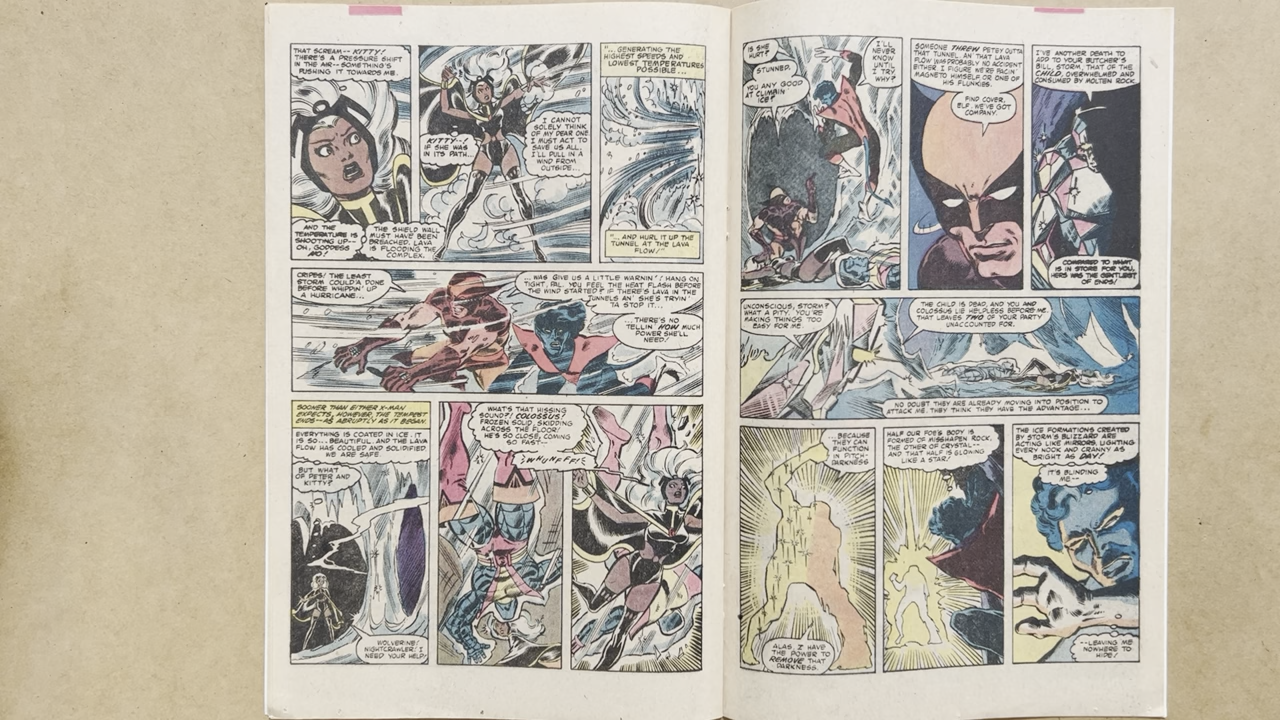 THAT SCREAM--KITTY!
THERE'S A PRESSURE SHIFT
IN THE AIR--SOMETHING'S
PUSHING IT TOWARDS ME.
AND THE
TEMPERATURE IS
SHOOTING UP--
OH, GODDESS
NO!
THE SHIELD WALL
MUST HAVE BEEN
BREACHED. LAVA
IS FLOODING THE
COMPLEX.
KITTY--!
IF SHE WAS
IN ITS PATH...
I CANNOT
SOLELY THINK
OF MY DEAR ONE
I MUST ACT TO
SAVE US ALL.
I'LL PULL IN A
WIND FROM
OUTSIDE...
"...GENERATING THE
HIGHEST SPEEDS AND
LOWEST TEMPERATURES
POSSIBLE...
"...AND HURL IT UP THE
TUNNEL AT THE LAVA
FLOW!"
CRIPES! THE LEAST
STORM COULD'A DONE
BEFORE WHIPPIN' UP
A HURRICANE...
...WAS GIVE US A LITTLE WARNIN'! HANG ON
TIGHT, PAL. YOU FEEL THE HEAT FLASH BEFORE
THE WIND STARTED? IF THERE'S LAVA IN THE
TUNNELS AN' SHE'S TRYIN'
TA STOP IT...
...THERE'S NO
TELLIN' HOW MUCH
POWER SHE'LL
NEED!
SOONER THAN EITHER X-MAN
EXPECTS, HOWEVER, THE TEMPEST
ENDS--AS ABRUPTLY AS IT BEGAN.
EVERYTHING IS COATED IN ICE. IT
IS SO... BEAUTIFUL. AND THE LAVA
FLOW HAS COOLED AND SOLIDIFIED
WE ARE SAFE.
BUT WHAT
OF PETER AND
KITTY?
WOLVERINE!
NIGHTCRAWLER! I
NEED YOUR HELP!
WHAT'S THAT HISSING
SOUND?! COLOSSUS!
FROZEN SOLID, SKIDDING
ACROSS THE FLOOR!
HE'S SO CLOSE, COMING
SO FAST--
IS SHE
HURT?
STUNNED.
YOU ANY GOOD
AT CLIMBIN'
ICE?
I'LL
NEVER
KNOW
UNTIL
I TRY
WHY?
SOMEONE THREW PETEY OUTTA
THAT TUNNEL AN' THAT LAVA
FLOW WAS PROBABLY NO ACCIDENT
EITHER I FIGURE WE'RE FACIN'
MAGNETO HIMSELF OR ONE OF
HIS FLUNKIES.
FIND COVER,
ELF. WE'VE GOT
COMPANY.
I'VE ANOTHER DEATH TO
ADD TO YOUR BUTCHER'S
BILL, STORM, THAT OF THE
CHILD, OVERWHELMED AND
CONSUMED BY MOLTEN ROCK
COMPARED TO WHAT
IS IN STORE FOR YOU,
HERS WAS THE GENTLEST
OF ENDS!
UNCONSCIOUS, STORM?
WHAT A PITY. YOU'RE
MAKING THINGS TOO
EASY FOR ME.
THE CHILD IS DEAD, AND YOU AND
COLOSSUS LIE HELPLESS BEFORE ME.
THAT LEAVES TWO OF YOUR PARTY
UNACCOUNTED FOR.
NO DOUBT THEY ARE ALREADY MOVING INTO POSITION TO
ATTACK ME. THEY THINK THEY HAVE THE ADVANTAGE...
...BECAUSE
THEY CAN
FUNCTION
IN PITCH-
DARKNESS
ALAS, I HAVE
THE POWER TO
REMOVE THAT
DARKNESS.
HALF OUR FOE'S BODY IS
FORMED OF MISSHAPEN ROCK,
THE OTHER OF CRYSTAL--
AND THAT HALF IS GLOWING
LIKE A STAR!
THE ICE FORMATIONS CREATED
BY STORM'S BLIZZARD ARE
ACTING LIKE MIRRORS, LIGHTING
EVERY NOOK AND CRANNY AS
BRIGHT AS DAY!
IT'S BLINDING
ME--
--LEAVING ME
NOWHERE TO
HIDE!